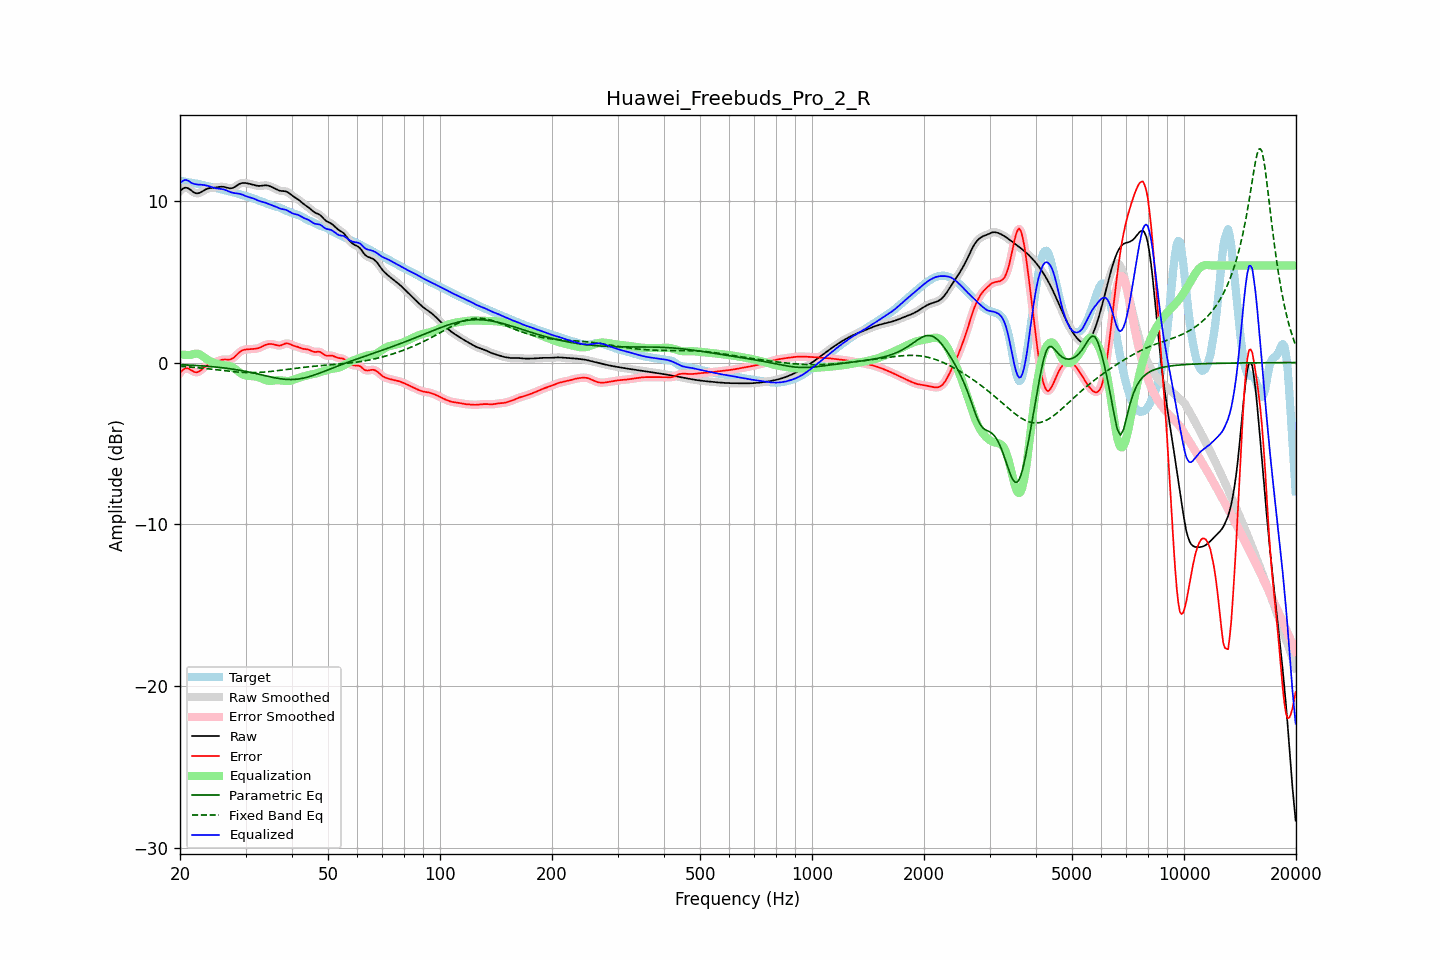 Huawei_Freebuds_Pro_2_R
Amplitude (dBr)
10
0
−10
−20
−30
Target
Raw Smoothed
Error Smoothed
Raw
Error
Equalization
Parametric Eq
Fixed Band Eq
Equalized
20 50 100 200 500 1000 2000 5000 10000 20000
Frequency (Hz)